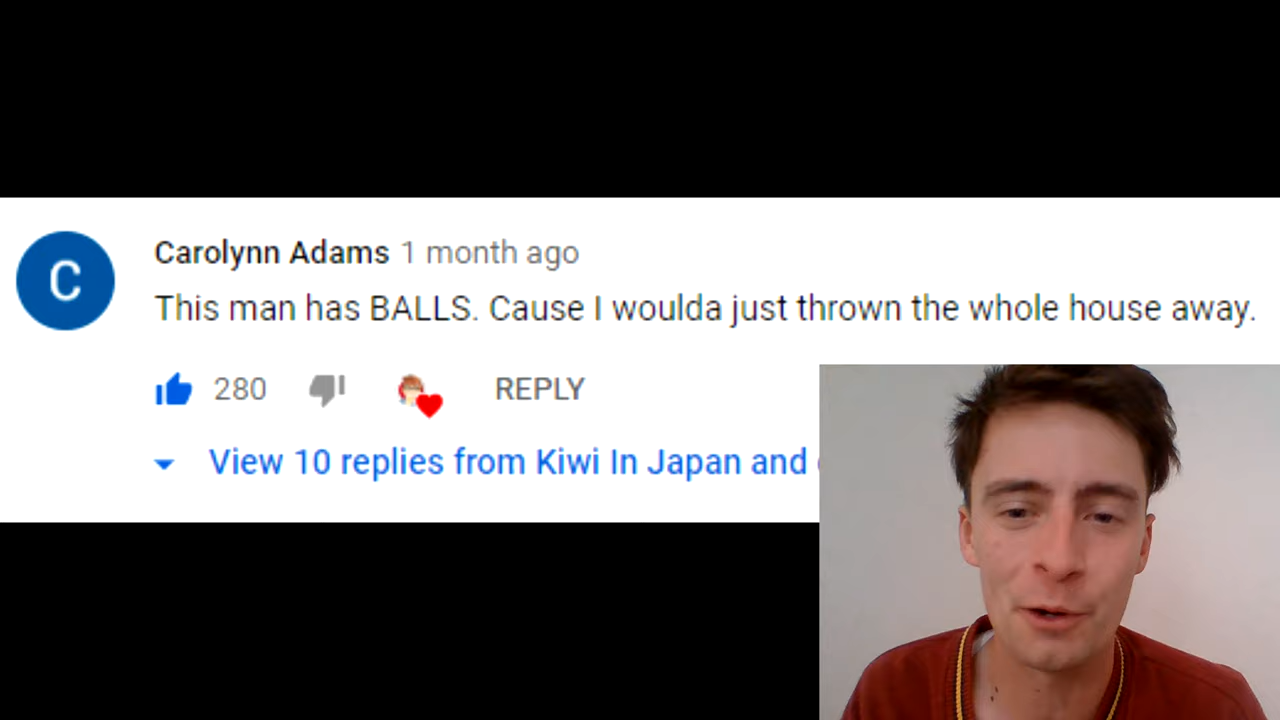 C
Carolynn Adams 1 month ago
This man has BALLS. Cause I woulda just thrown the whole house away.
280 REPLY
View 10 replies from Kiwi In Japan and